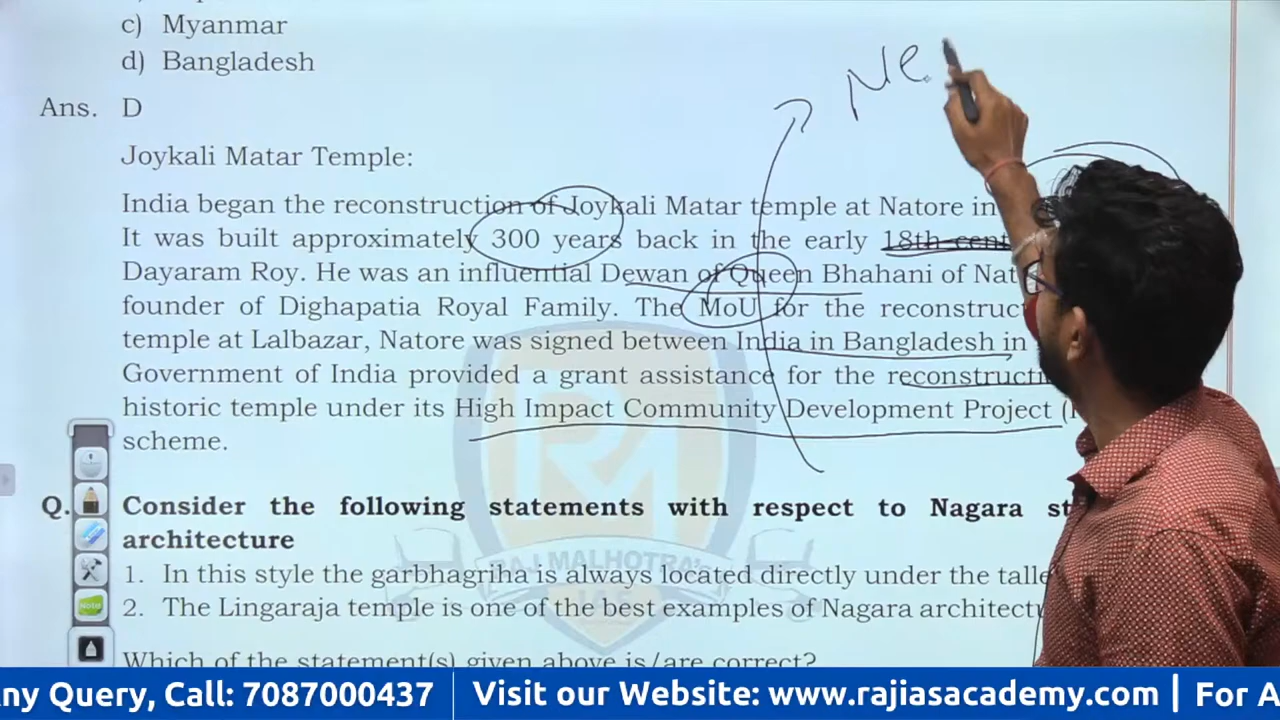 c) Myanmar
d) Bangladesh
Ans. D
Joykali Matar Temple:
India began the reconstruction of Joykali Matar temple at Natore in
It was built approximately 300 years back in the early 18th cent
Dayaram Roy. He was an influential Dewan of Queen Bhahani of Nat
founder of Dighapatia Royal Family. The MoU for the reconstruct
temple at Lalbazar, Natore was signed between India in Bangladesh in
Government of India provided a grant assistance for the reconstructi
historic temple under its High Impact Community Development Project (
scheme.
Ne
Q. Consider the following statements with respect to Nagara st
architecture
1. In this style the garbhagriha is always located directly under the talle
2. The Lingaraja temple is one of the best examples of Nagara architectu
Which of the statement(s) given above is/are correct?
RAJ MALHOTRA'S
IAS
Note
ny Query, Call: 7087000437 | Visit our Website: www.rajiasacademy.com | For A